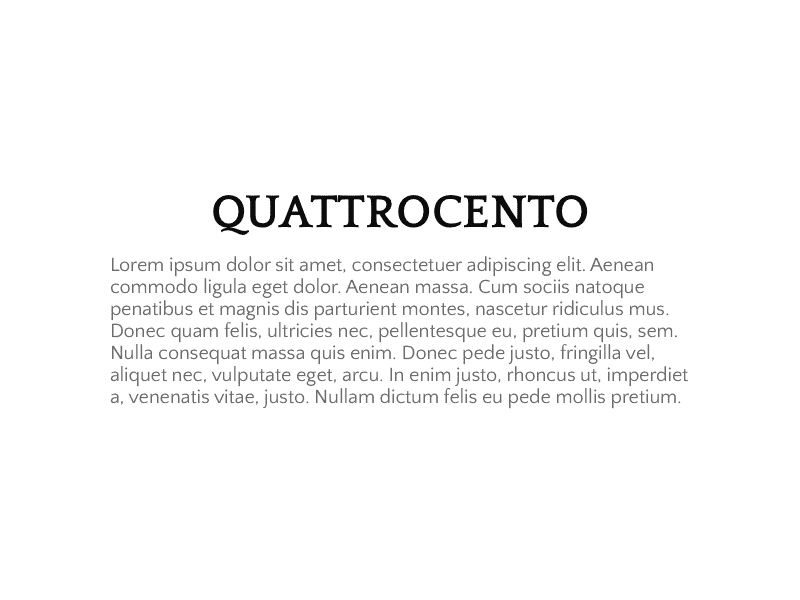 QUATTROCENTO
Lorem ipsum dolor sit amet, consectetuer adipiscing elit. Aenean
commodo ligula eget dolor. Aenean massa. Cum sociis natoque
penatibus et magnis dis parturient montes, nascetur ridiculus mus.
Donec quam felis, ultricies nec, pellentesque eu, pretium quis, sem.
Nulla consequat massa quis enim. Donec pede justo, fringilla vel,
aliquet nec, vulputate eget, arcu. In enim justo, rhoncus ut, imperdiet
a, venenatis vitae, justo. Nullam dictum felis eu pede mollis pretium.